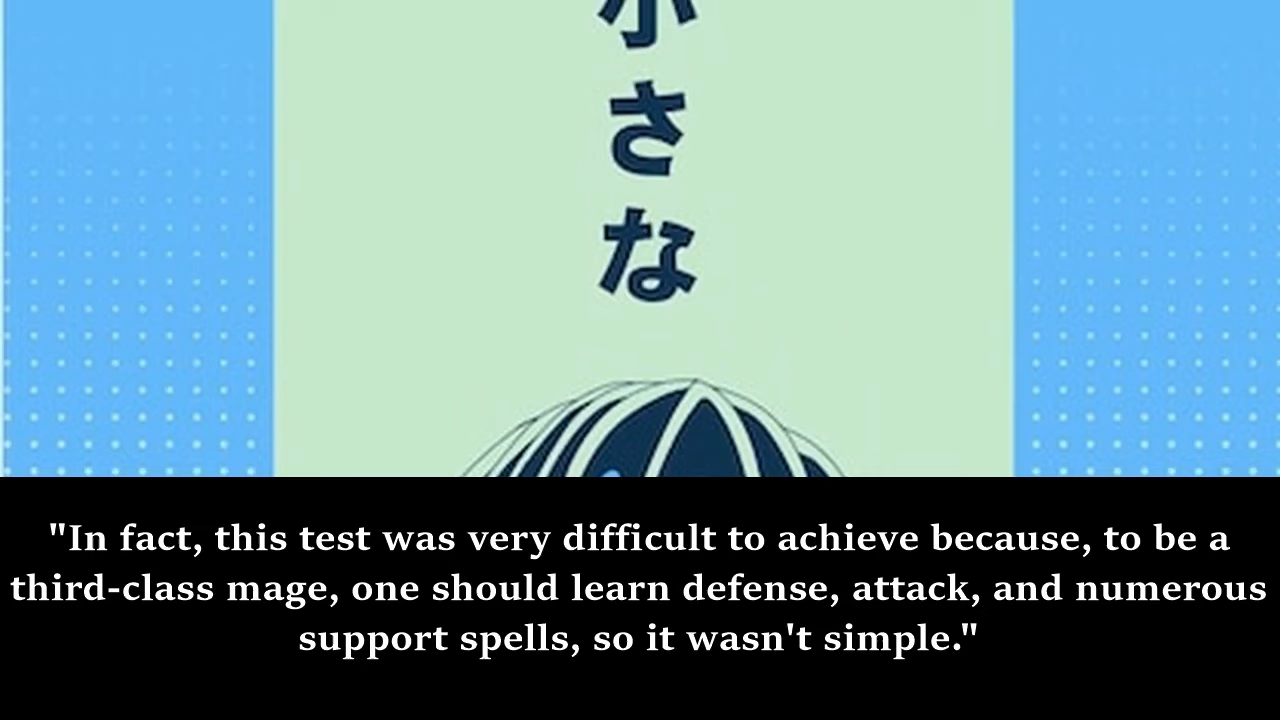 小さな
"In fact, this test was very difficult to achieve because, to be a
third-class mage, one should learn defense, attack, and numerous
support spells, so it wasn't simple."